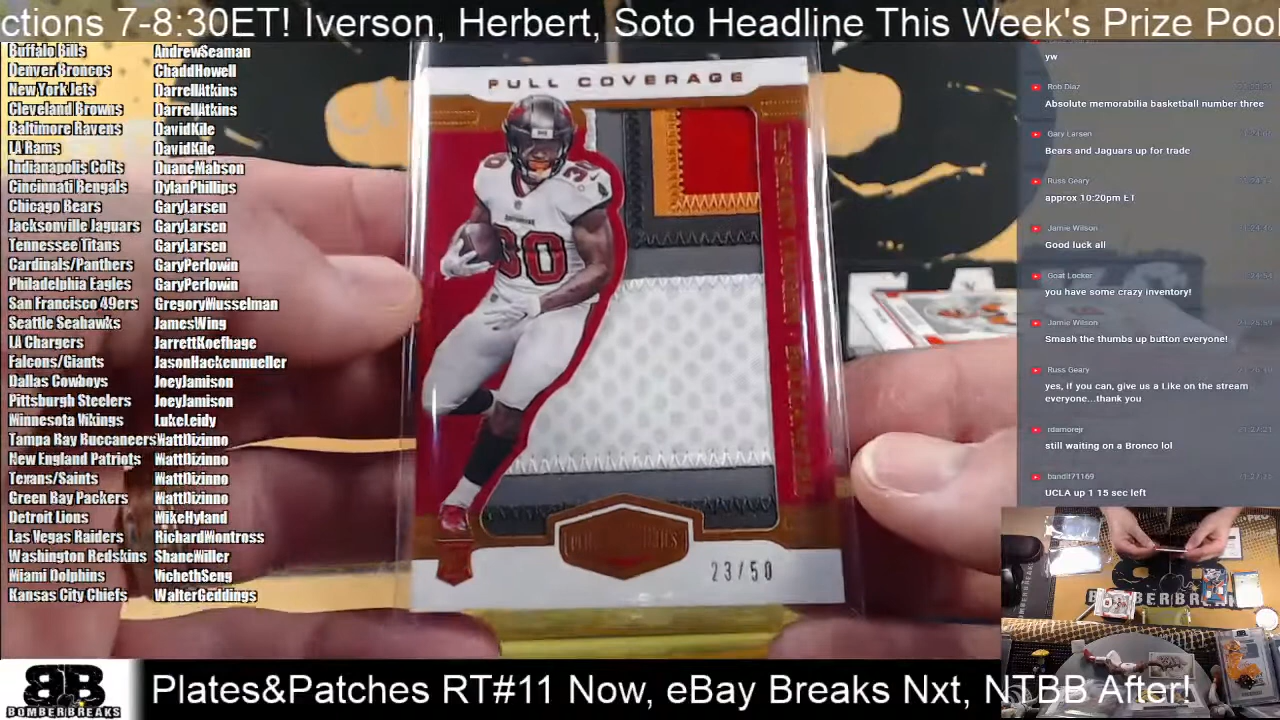 ctions 7-8:30ET! Iverson, Herbert, Soto Headline This Week's Prize Pool
Buffalo Bills AndrewSeaman
Denver Broncos ChaddHowell
New York Jets DarrellAtkins
Cleveland Browns DarrellAtkins
Baltimore Ravens DavidKile
LA Rams DavidKile
Indianapolis Colts DuaneMabson
Cincinnati Bengals DylanPhillips
Chicago Bears GaryLarsen
Jacksonville Jaguars GaryLarsen
Tennessee Titans GaryLarsen
Cardinals/Panthers GaryPerlowin
Philadelphia Eagles GaryPerlowin
San Francisco 49ers GregoryMusselman
Seattle Seahawks JamesWing
LA Chargers JarrettKoefhage
Falcons/Giants JasonHackenmueller
Dallas Cowboys JoeyJamison
Pittsburgh Steelers JoeyJamison
Minnesota Vikings LukeLeidy
Tampa Bay Buccaneers MattDizinno
New England Patriots MattDizinno
Texans/Saints MattDizinno
Green Bay Packers MattDizinno
Detroit Lions MikeHyland
Las Vegas Raiders RichardMontross
Washington Redskins ShaneMiller
Miami Dolphins VichethSeng
Kansas City Chiefs WalterGeddings
FULL COVERAGE
30
23/50
yw
Rob Diaz
Absolute memorabilia basketball number three
Gary Larsen
Bears and Jaguars up for trade
Russ Geary
approx 10:20pm ET
Jamie Wilson
Good luck all
Goat Locker
you have some crazy inventory!
Jamie Wilson
Smash the thumbs up button everyone!
Russ Geary
yes, if you can, give us a Like on the stream
everyone...thank you
rdamorejr
still waiting on a Bronco lol
bandit71169
UCLA up 1 15 sec left
BOMBERBREAKS
Plates&Patches RT#11 Now, eBay Breaks Nxt, NTBB After!